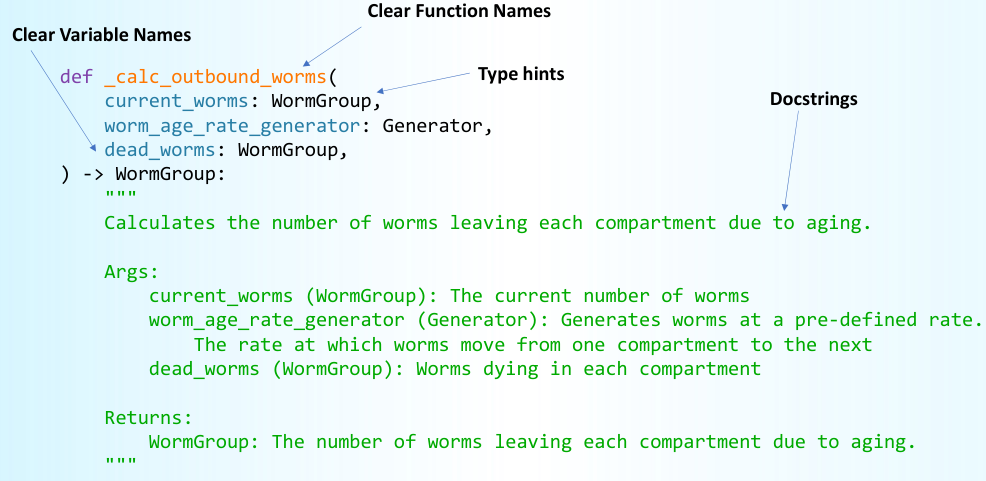 Clear Function Names
Clear Variable Names
Type hints
Docstrings
def _calc_outbound_worms(
    current_worms: WormGroup,
    worm_age_rate_generator: Generator,
    dead_worms: WormGroup,
) -> WormGroup:
    """
    Calculates the number of worms leaving each compartment due to aging.

    Args:
        current_worms (WormGroup): The current number of worms
        worm_age_rate_generator (Generator): Generates worms at a pre-defined rate.
            The rate at which worms move from one compartment to the next
        dead_worms (WormGroup): Worms dying in each compartment

    Returns:
        WormGroup: The number of worms leaving each compartment due to aging.
    """